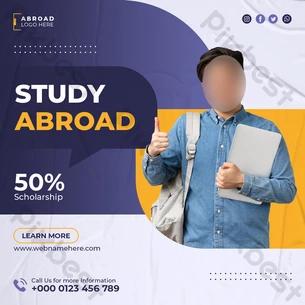 ABROAD
LOGO HERE
STUDY
ABROAD
50%
Scholarship
LEARN MORE
www.webnamehere.com
Call Us for more Information
+000 0123 456 789